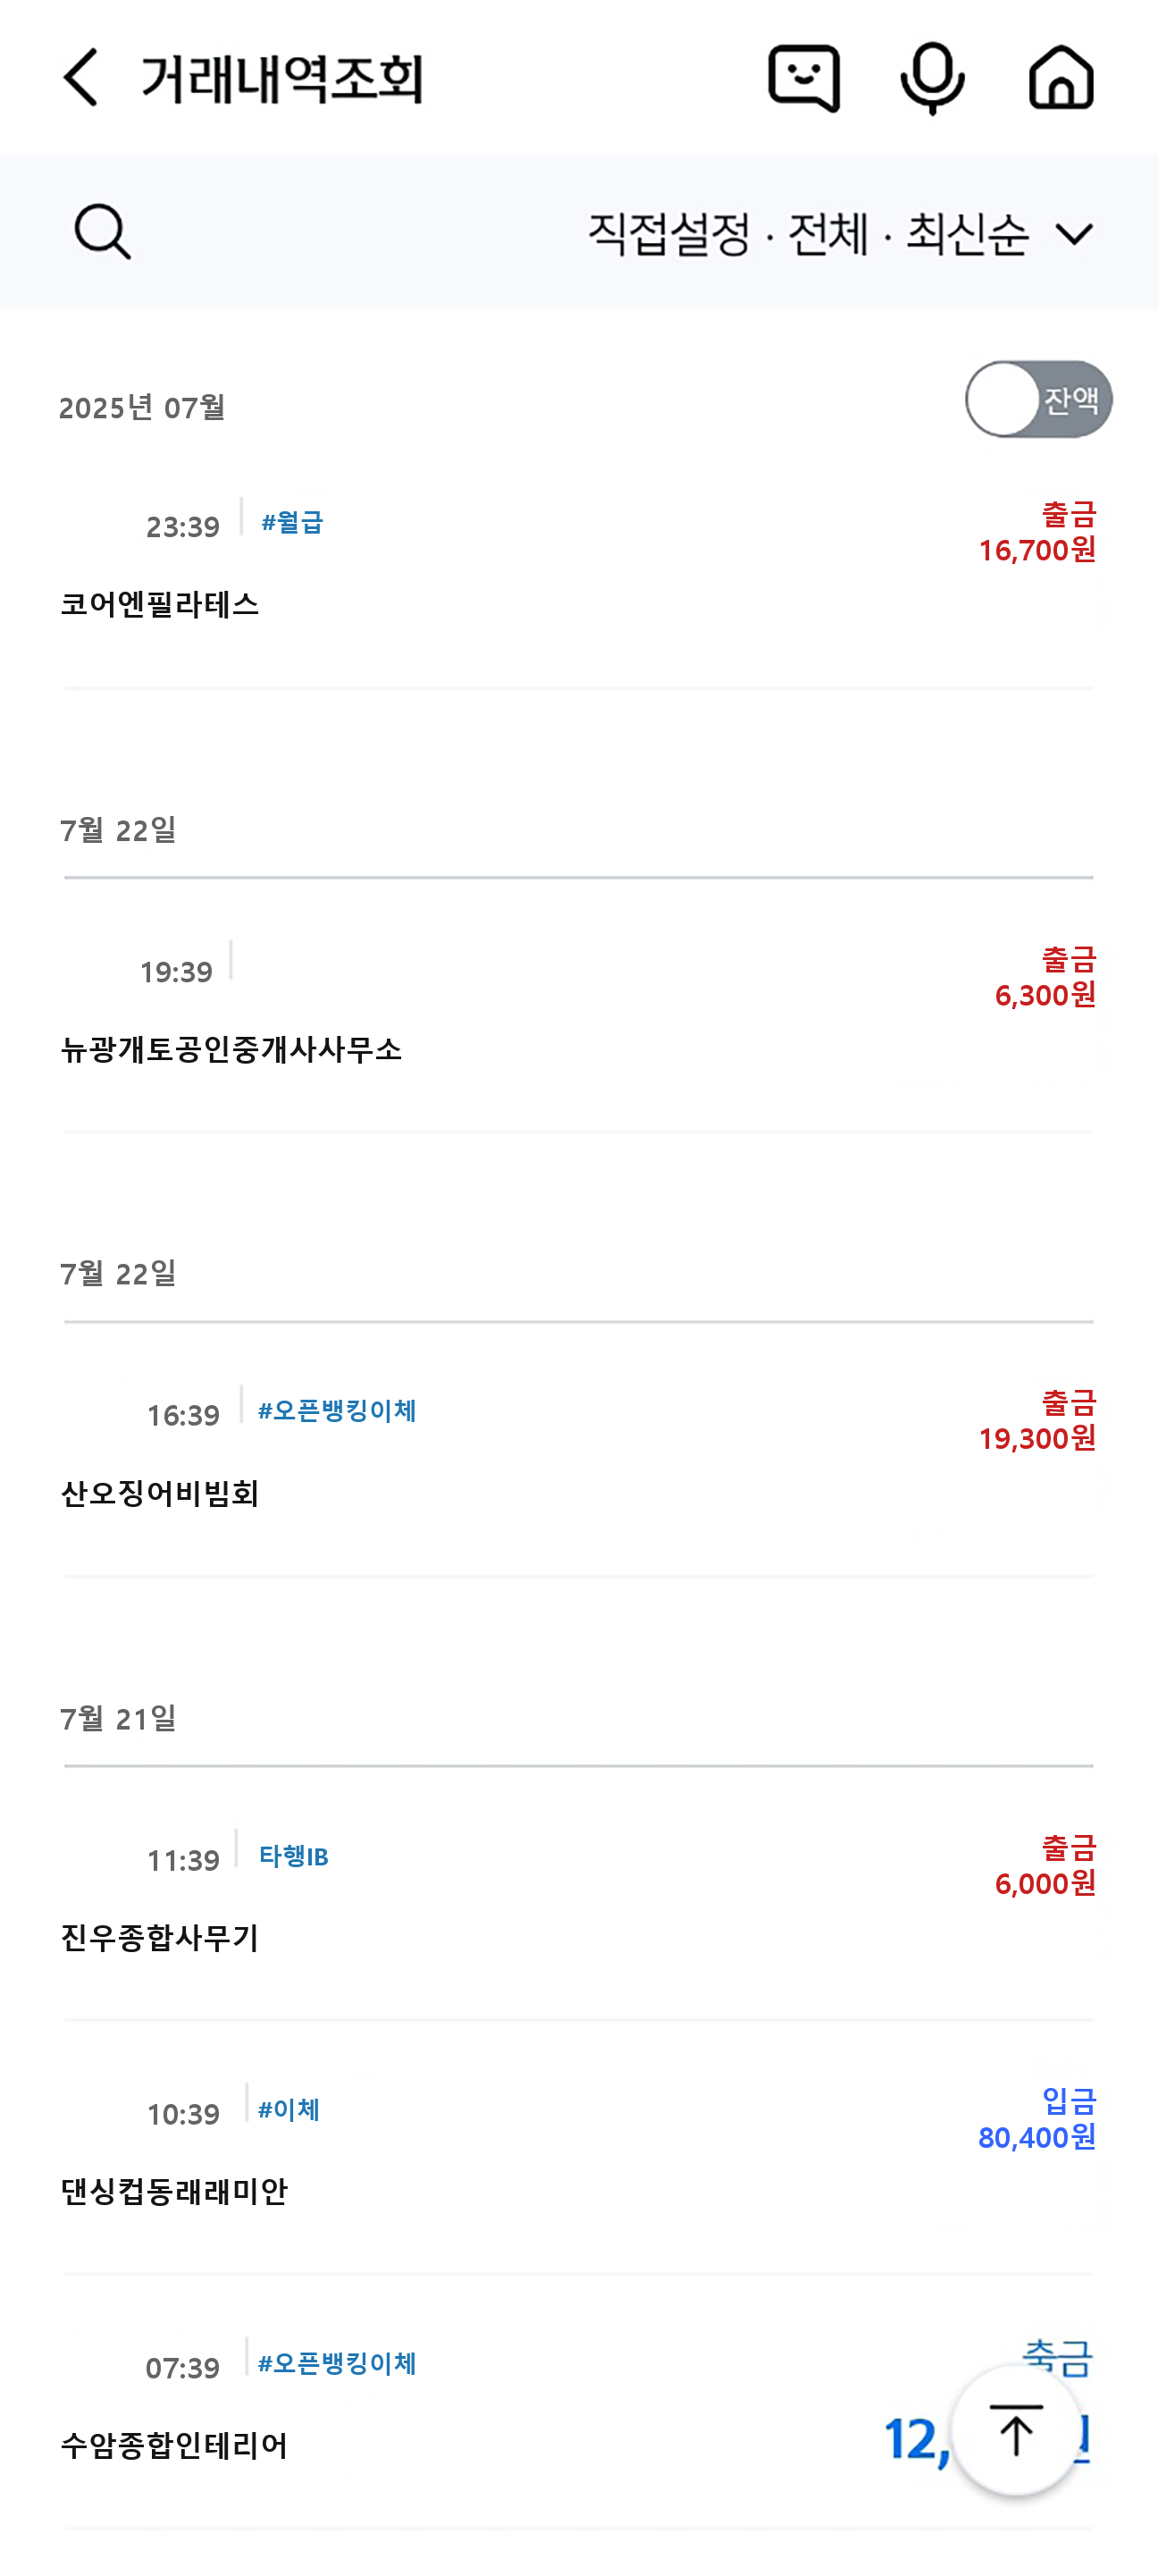 거래내역조회
직접설정 · 전체 · 최신순
2025년 07월
잔액
23:39 #월급
출금
16,700원
코어엔필라테스
7월 22일
19:39
출금
6,300원
뉴광개토공인중개사사무소
7월 22일
16:39 #오픈뱅킹이체
출금
19,300원
산오징어비빔회
7월 21일
11:39 타행IB
출금
6,000원
진우종합사무기
10:39 #이체
입금
80,400원
댄싱컵동래래미안
07:39 #오픈뱅킹이체
수암종합인테리어
12,